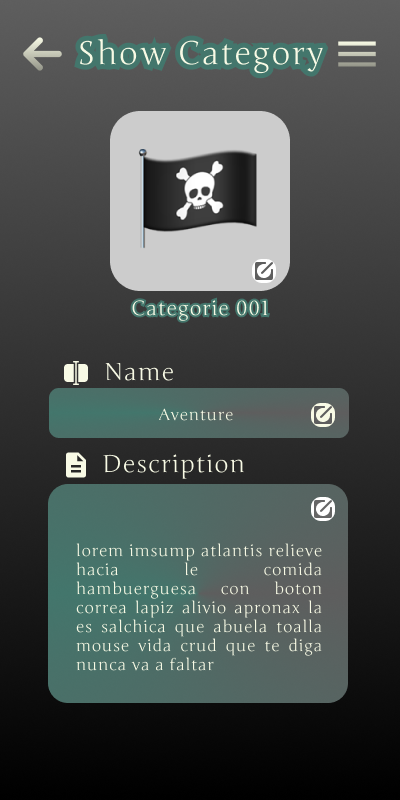 Show Category
Categorie 001
Name
Aventure
Description
lorem imsump atlantis relieve
hacia le comida
hambuerguesa con boton
correa lapiz alivio apronax la
es salchica que abuela toalla
mouse vida crud que te diga
nunca va a faltar